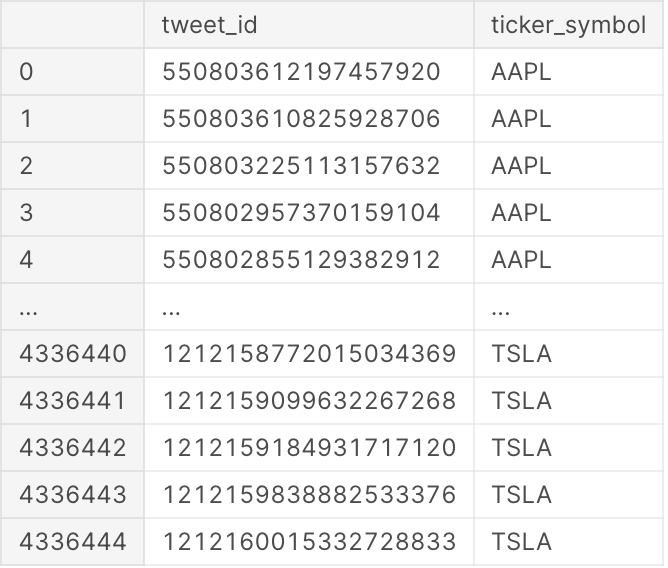 tweet_id ticker_symbol
0 550803612197457920 AAPL
1 550803610825928706 AAPL
2 550803225113157632 AAPL
3 550802957370159104 AAPL
4 550802855129382912 AAPL
... ... ...
4336440 1212158772015034369 TSLA
4336441 1212159099632267268 TSLA
4336442 1212159184931717120 TSLA
4336443 1212159838882533376 TSLA
4336444 1212160015332728833 TSLA